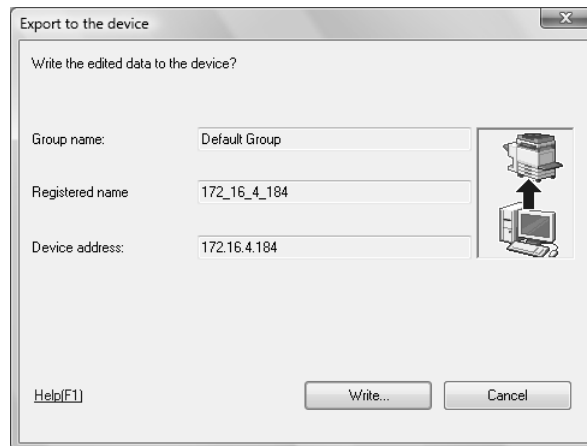 Export to the device
Write the edited data to the device?
Group name: Default Group
Registered name 172_16_4_184
Device address: 172.16.4.184
Help(F1) Write... Cancel